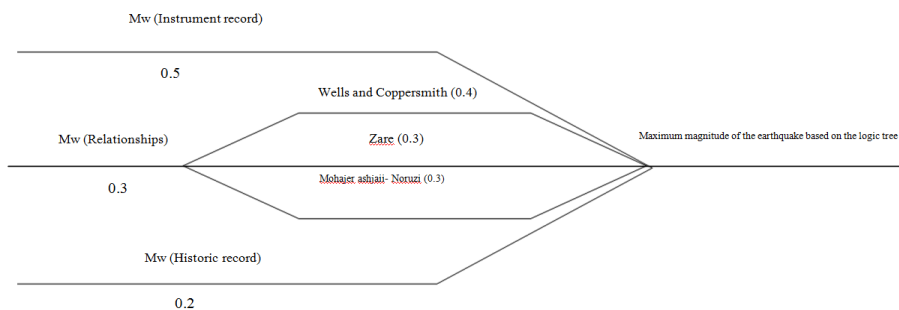 Mw (Instrument record)
0.5
Wells and Coppersmith (0.4)
Mw (Relationships)
Zare (0.3)
Maximum magnitude of the earthquake based on the logic tree
0.3
Mohajer ashjaii- Noruzi (0.3)
Mw (Historic record)
0.2